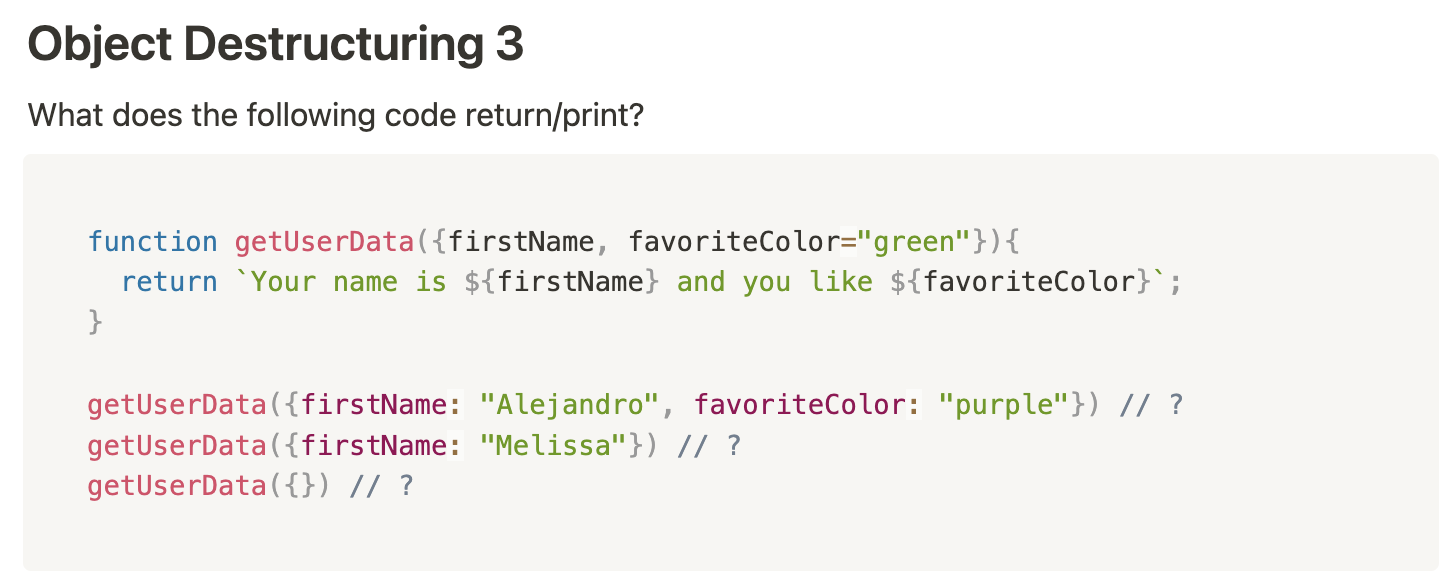 Object Destructuring 3
What does the following code return/print?
function getUserData({firstName, favoriteColor="green"}){
  return `Your name is ${firstName} and you like ${favoriteColor}`;
}
getUserData({firstName: "Alejandro", favoriteColor: "purple"}) // ?
getUserData({firstName: "Melissa"}) // ?
getUserData({}) // ?